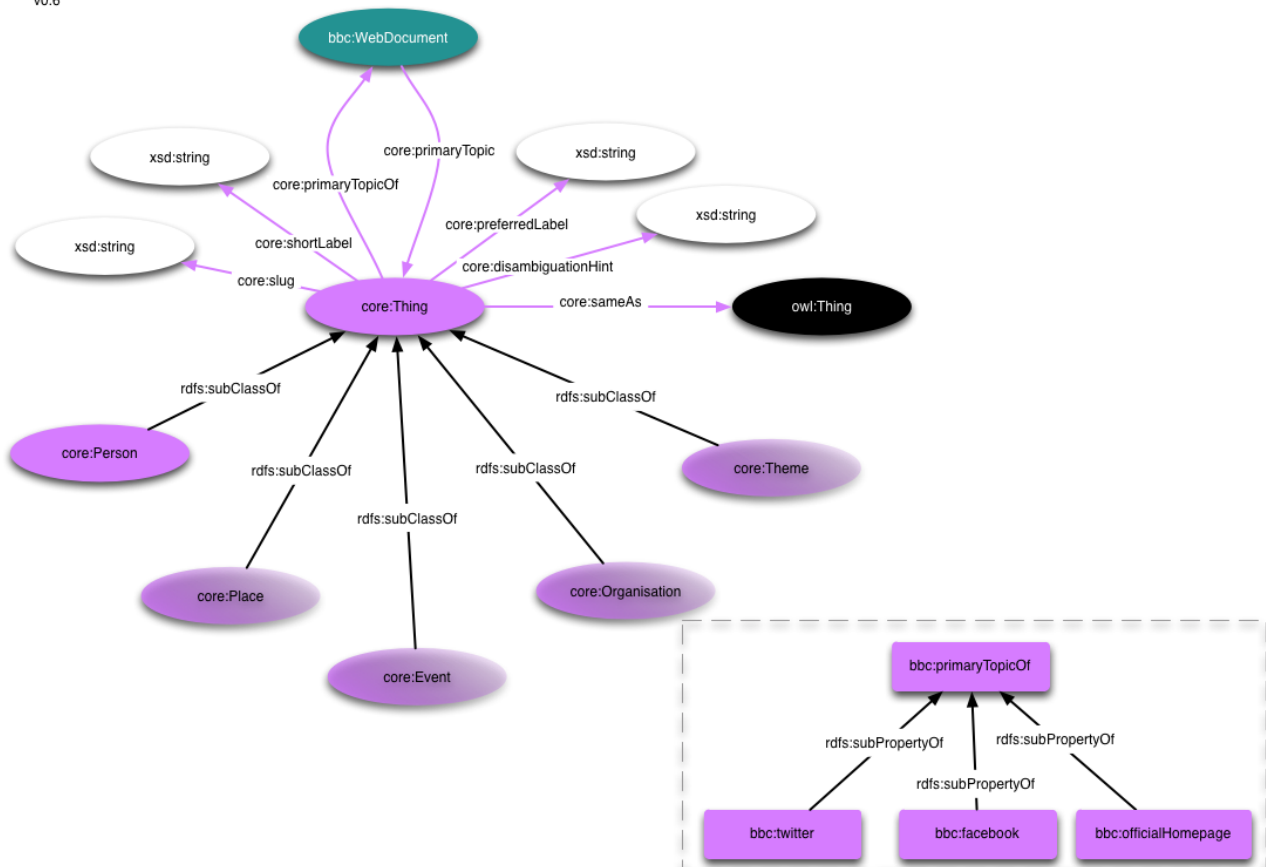 v0.6
bbc:WebDocument
core:primaryTopic
xsd:string
xsd:string
core:primaryTopicOf
xsd:string
core:preferredLabel
xsd:string
core:shortLabel
core:disambiguationHint
core:slug
core:Thing
core:sameAs
owl:Thing
rdfs:subClassOf
rdfs:subClassOf
core:Person
rdfs:subClassOf
rdfs:subClassOf
core:Theme
rdfs:subClassOf
core:Place
core:Organisation
core:Event
bbc:primaryTopicOf
rdfs:subPropertyOf
rdfs:subPropertyOf
rdfs:subPropertyOf
bbc:twitter
bbc:facebook
bbc:officialHomepage